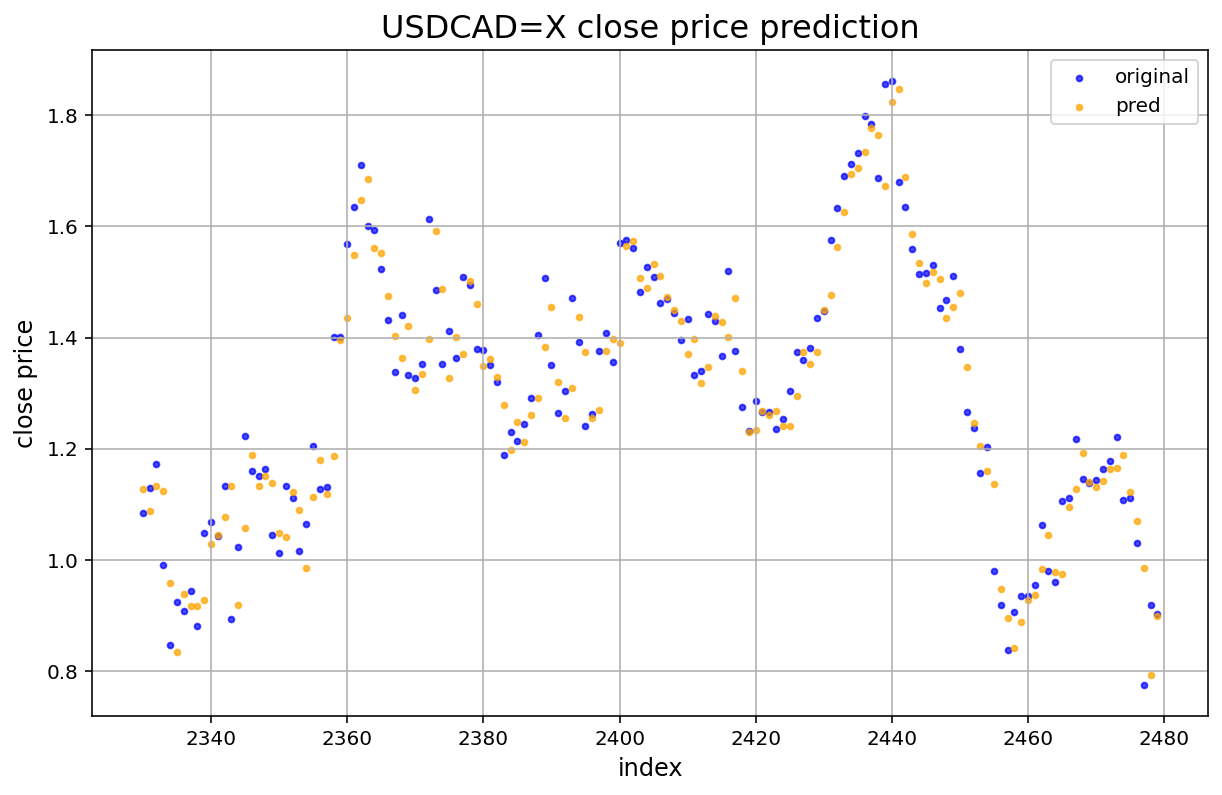 USDCAD=X close price prediction
original
pred
close price
1.8
1.6
1.4
1.2
1.0
0.8
2340 2360 2380 2400 2420 2440 2460 2480
index